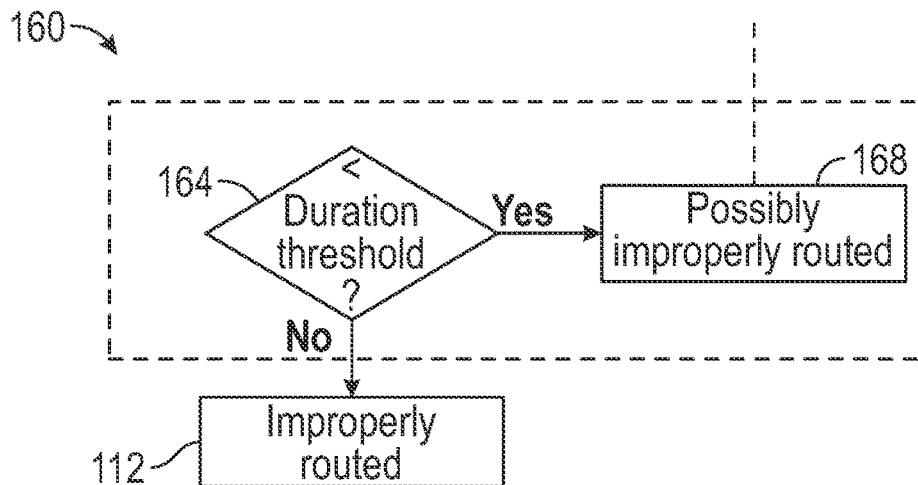 160
<
164
Duration
threshold
?
Yes
168
Possibly
improperly routed
No
Improperly
routed
112